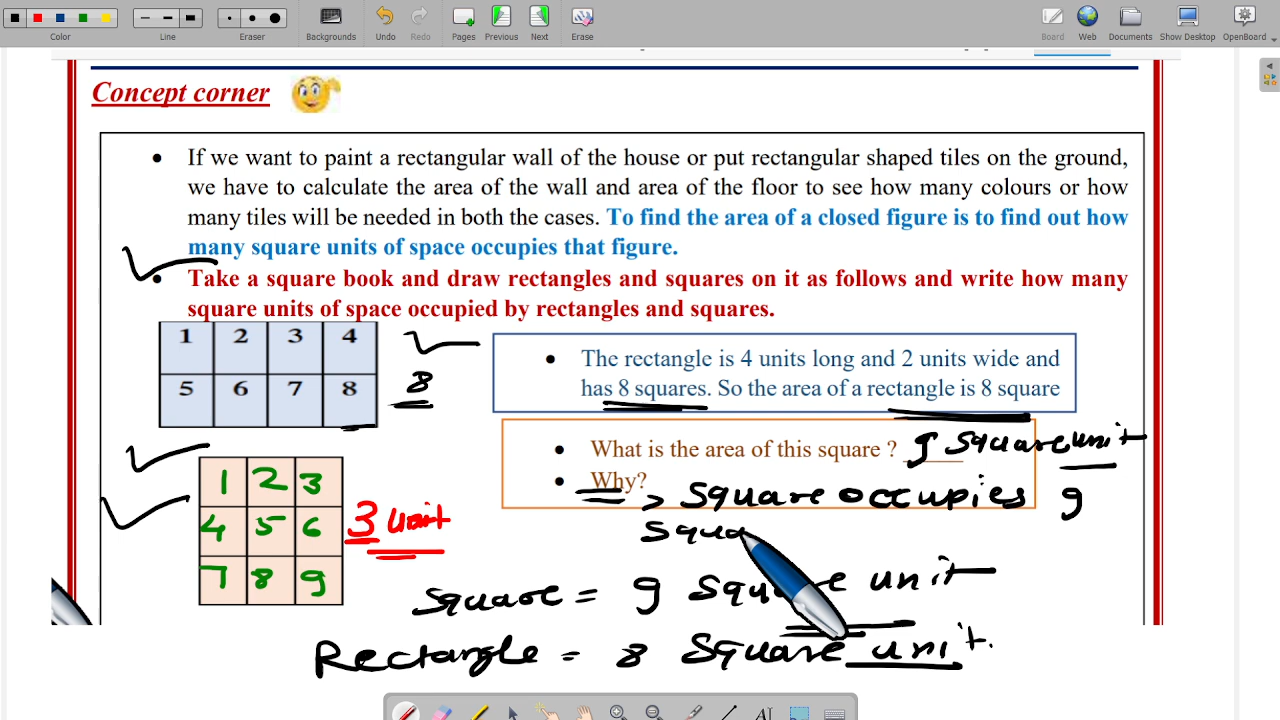 Color Line Eraser Backgrounds Undo Redo Pages Previous Next Erase Board Web Documents Show Desktop OpenBoard
Concept corner
• If we want to paint a rectangular wall of the house or put rectangular shaped tiles on the ground,
we have to calculate the area of the wall and area of the floor to see how many colours or how
many tiles will be needed in both the cases. To find the area of a closed figure is to find out how
many square units of space occupies that figure.
• Take a square book and draw rectangles and squares on it as follows and write how many
square units of space occupied by rectangles and squares.
1 2 3 4
5 6 7 8
8
• The rectangle is 4 units long and 2 units wide and
has 8 squares. So the area of a rectangle is 8 square
• What is the area of this square ? 9 square unit
• Why?
> Square occupies 9
Squa
1 2 3
4 5 6
7 8 9
3 unit
Square = 9 Square unit
Rectangle = 8 Square unit.